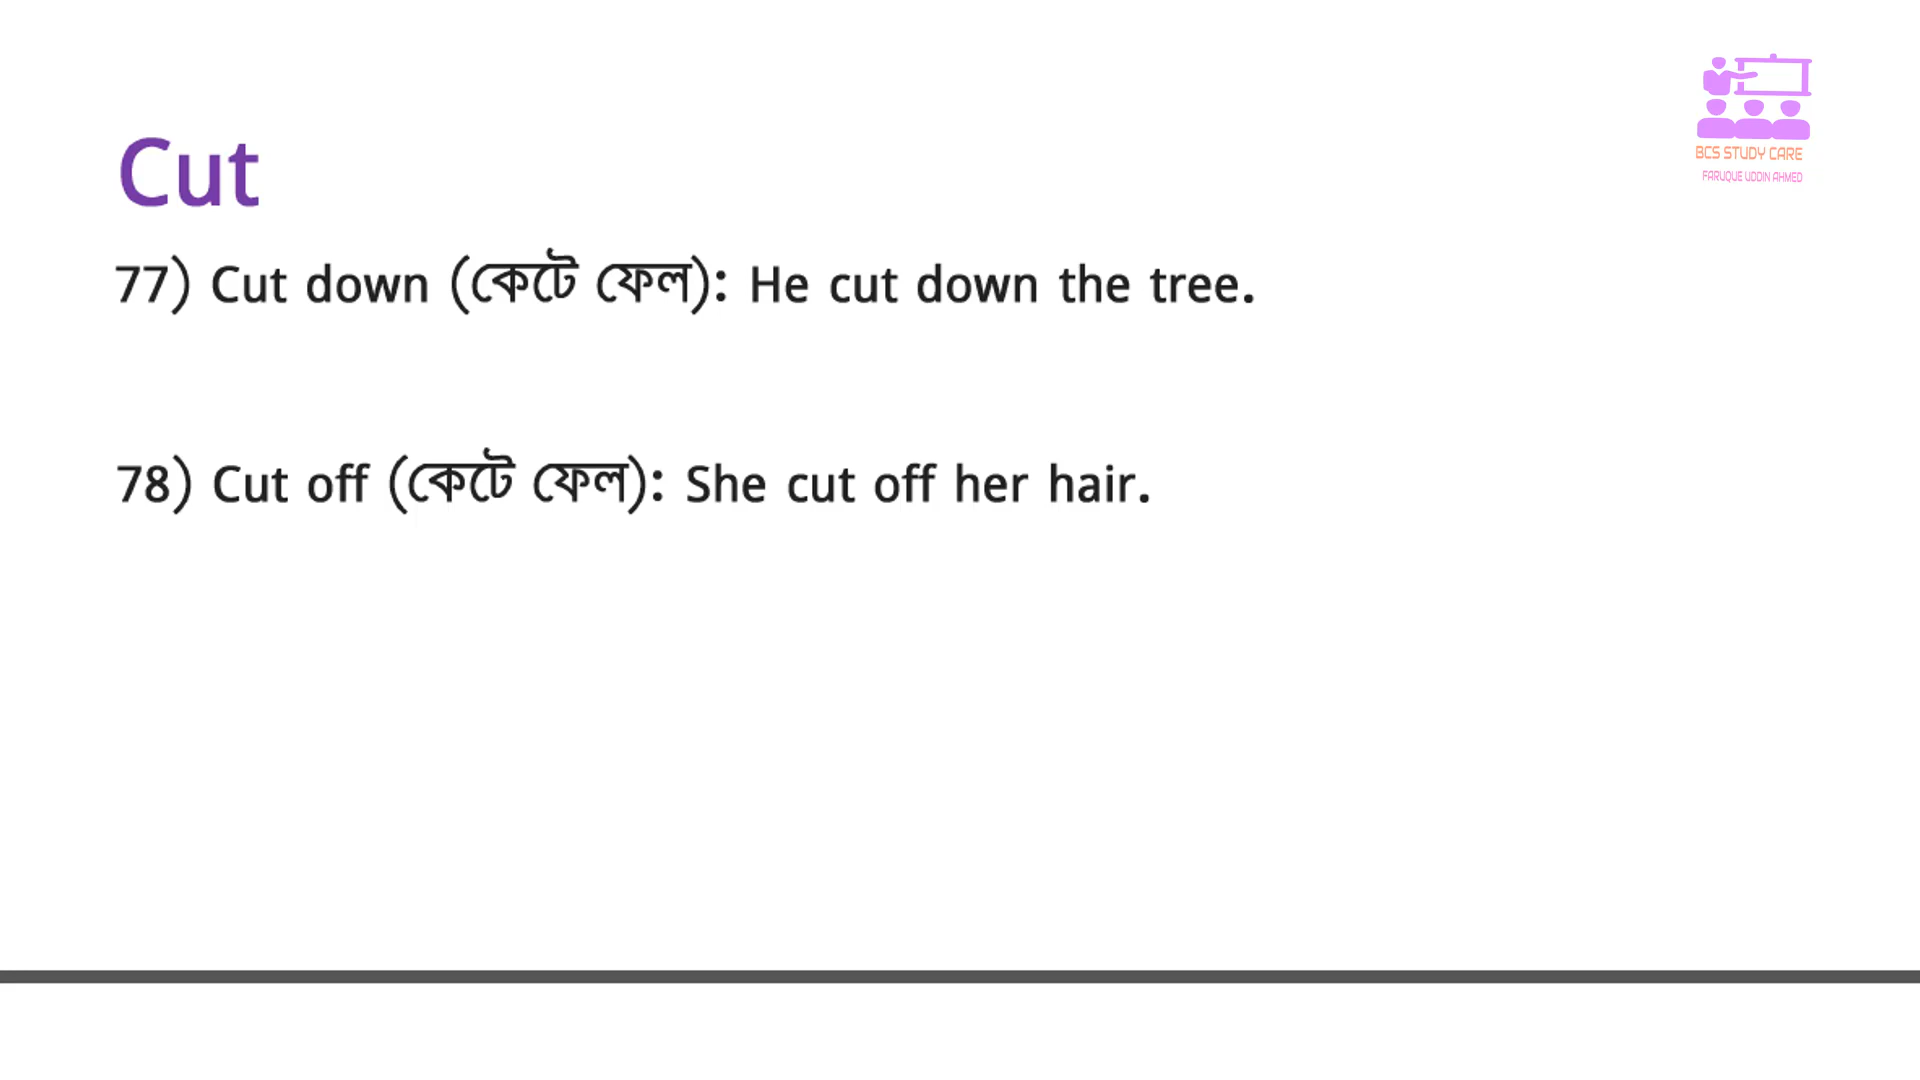 BCS STUDY CARE
FARUQUE UDDIN AHMED
Cut
77) Cut down (কেটে ফেল): He cut down the tree.
78) Cut off (কেটে ফেল): She cut off her hair.